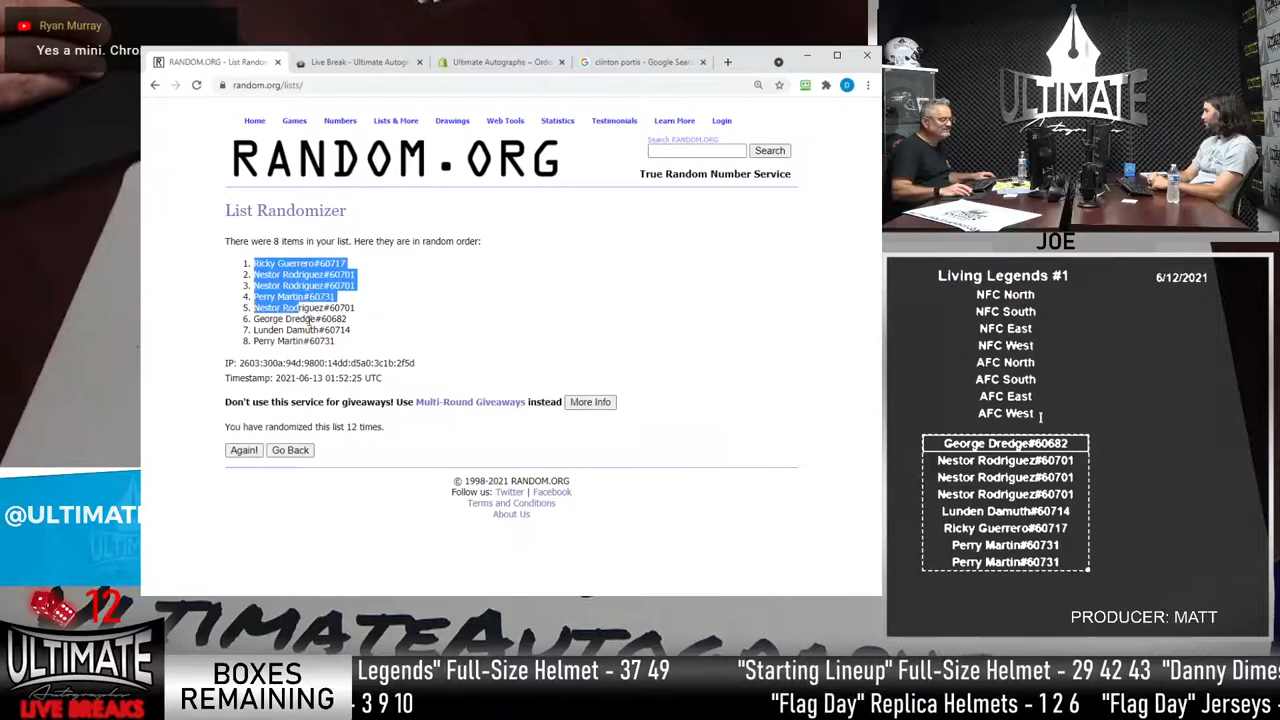 Ryan Murray
Yes a mini. Chro
RANDOM.ORG - List Random
Live Break - Ultimate Autogr
Ultimate Autographs ~ Orde
clinton portis - Google Sear
random.org/lists/
Home Games Numbers Lists & More Drawings Web Tools Statistics Testimonials Learn More Login
RANDOM.ORG
Search RANDOM.ORG
Search
True Random Number Service
List Randomizer
There were 8 items in your list. Here they are in random order:
1. Ricky Guerrero#60717
2. Nestor Rodriguez#60701
3. Nestor Rodriguez#60701
4. Perry Martin#60731
5. Nestor Rodriguez#60701
6. George Dredge#60682
7. Lunden Damuth#60714
8. Perry Martin#60731
IP: 2603:300a:94d:9800:14dd:d5a0:3c1b:2f5d
Timestamp: 2021-06-13 01:52:25 UTC
Don't use this service for giveaways! Use Multi-Round Giveaways instead More Info
You have randomized this list 12 times.
Again! Go Back
© 1998-2021 RANDOM.ORG
Follow us: Twitter | Facebook
Terms and Conditions
About Us
ULTIMATE
JOE
Living Legends #1 6/12/2021
NFC North
NFC South
NFC East
NFC West
AFC North
AFC South
AFC East
AFC West
George Dredge#60682
Nestor Rodriguez#60701
Nestor Rodriguez#60701
Nestor Rodriguez#60701
Lunden Damuth#60714
Ricky Guerrero#60717
Perry Martin#60731
Perry Martin#60731
PRODUCER: MATT
@ULTIMAT
12
ULTIMATE
Autographs
LIVE BREAKS
BOXES
REMAINING
Legends" Full-Size Helmet - 37 49 "Starting Lineup" Full-Size Helmet - 29 42 43 "Danny Dimes
- 3 9 10 "Flag Day" Replica Helmets - 1 2 6 "Flag Day" Jerseys -